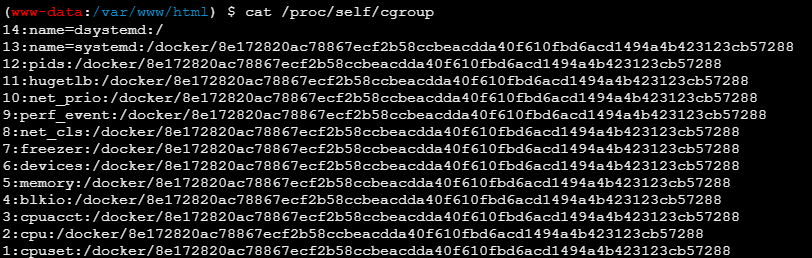 (www-data:/var/www/html) $ cat /proc/self/cgroup
14:name=dsystemd:/
13:name=systemd:/docker/8e172820ac78867ecf2b58ccbeacdda40f610fbd6acd1494a4b423123cb57288
12:pids:/docker/8e172820ac78867ecf2b58ccbeacdda40f610fbd6acd1494a4b423123cb57288
11:hugetlb:/docker/8e172820ac78867ecf2b58ccbeacdda40f610fbd6acd1494a4b423123cb57288
10:net_prio:/docker/8e172820ac78867ecf2b58ccbeacdda40f610fbd6acd1494a4b423123cb57288
9:perf_event:/docker/8e172820ac78867ecf2b58ccbeacdda40f610fbd6acd1494a4b423123cb57288
8:net_cls:/docker/8e172820ac78867ecf2b58ccbeacdda40f610fbd6acd1494a4b423123cb57288
7:freezer:/docker/8e172820ac78867ecf2b58ccbeacdda40f610fbd6acd1494a4b423123cb57288
6:devices:/docker/8e172820ac78867ecf2b58ccbeacdda40f610fbd6acd1494a4b423123cb57288
5:memory:/docker/8e172820ac78867ecf2b58ccbeacdda40f610fbd6acd1494a4b423123cb57288
4:blkio:/docker/8e172820ac78867ecf2b58ccbeacdda40f610fbd6acd1494a4b423123cb57288
3:cpuacct:/docker/8e172820ac78867ecf2b58ccbeacdda40f610fbd6acd1494a4b423123cb57288
2:cpu:/docker/8e172820ac78867ecf2b58ccbeacdda40f610fbd6acd1494a4b423123cb57288
1:cpuset:/docker/8e172820ac78867ecf2b58ccbeacdda40f610fbd6acd1494a4b423123cb57288